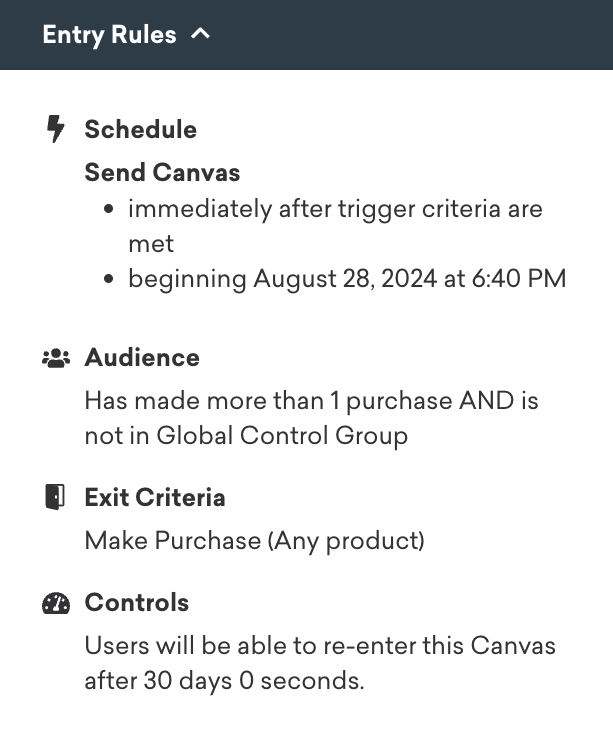 Entry Rules
Schedule
Send Canvas
• immediately after trigger criteria are
met
• beginning August 28, 2024 at 6:40 PM
Audience
Has made more than 1 purchase AND is
not in Global Control Group
Exit Criteria
Make Purchase (Any product)
Controls
Users will be able to re-enter this Canvas
after 30 days 0 seconds.